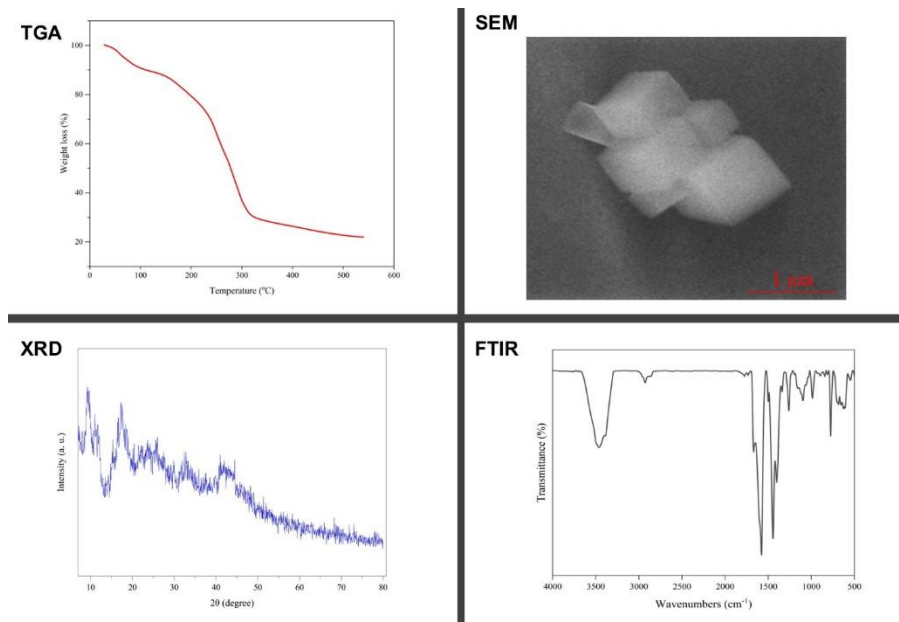 TGA
100
80
60
40
20
Weight loss (%)
0 100 200 300 400 500 600
Temperature (°C)
SEM
1 µm
XRD
Intensity (a. u.)
10 20 30 40 50 60 70 80
2θ (degree)
FTIR
Transmittance (%)
4000 3500 3000 2500 2000 1500 1000 500
Wavenumbers (cm⁻¹)